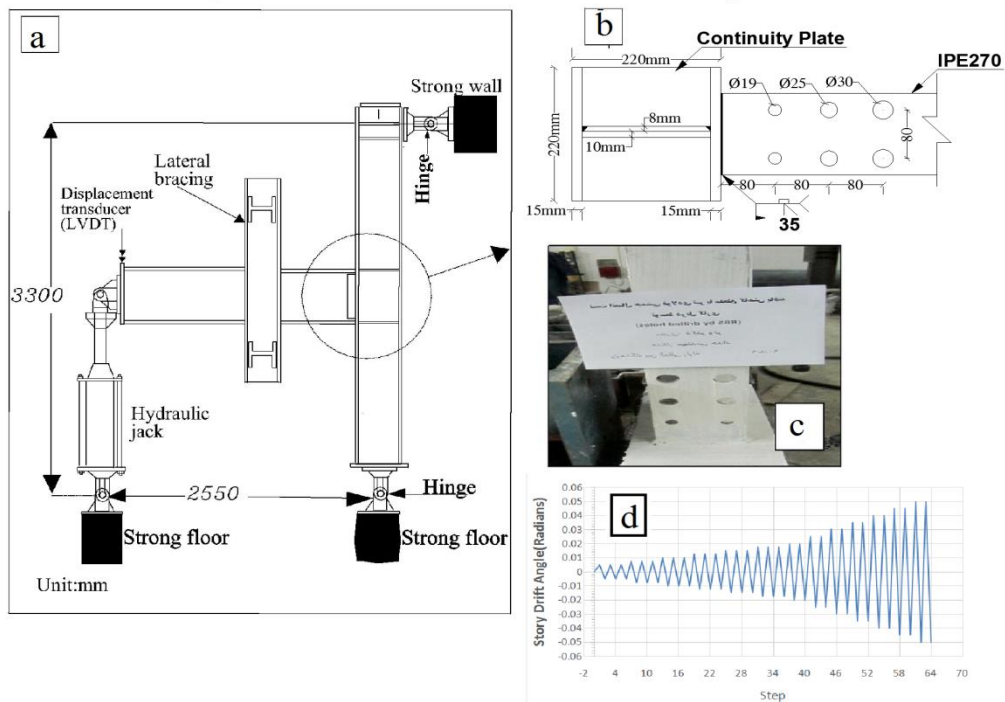 a
Strong wall
Hinge
Lateral
bracing
Displacement
transducer
(LVDT)
3300
Hydraulic
jack
2550
Hinge
Strong floor
Strong floor
Unit:mm
b
Continuity Plate
220mm
IPE270
Ø19
Ø25
Ø30
8mm
220mm
10mm
80
80
80
80
15mm
15mm
35
(RBS by drilled holes)
c
d
Story Drift Angle(Radians)
0.06
0.05
0.04
0.03
0.02
0.01
0
-0.01
-0.02
-0.03
-0.04
-0.05
-0.06
-2
4
10
16
22
28
34
40
46
52
58
64
70
Step